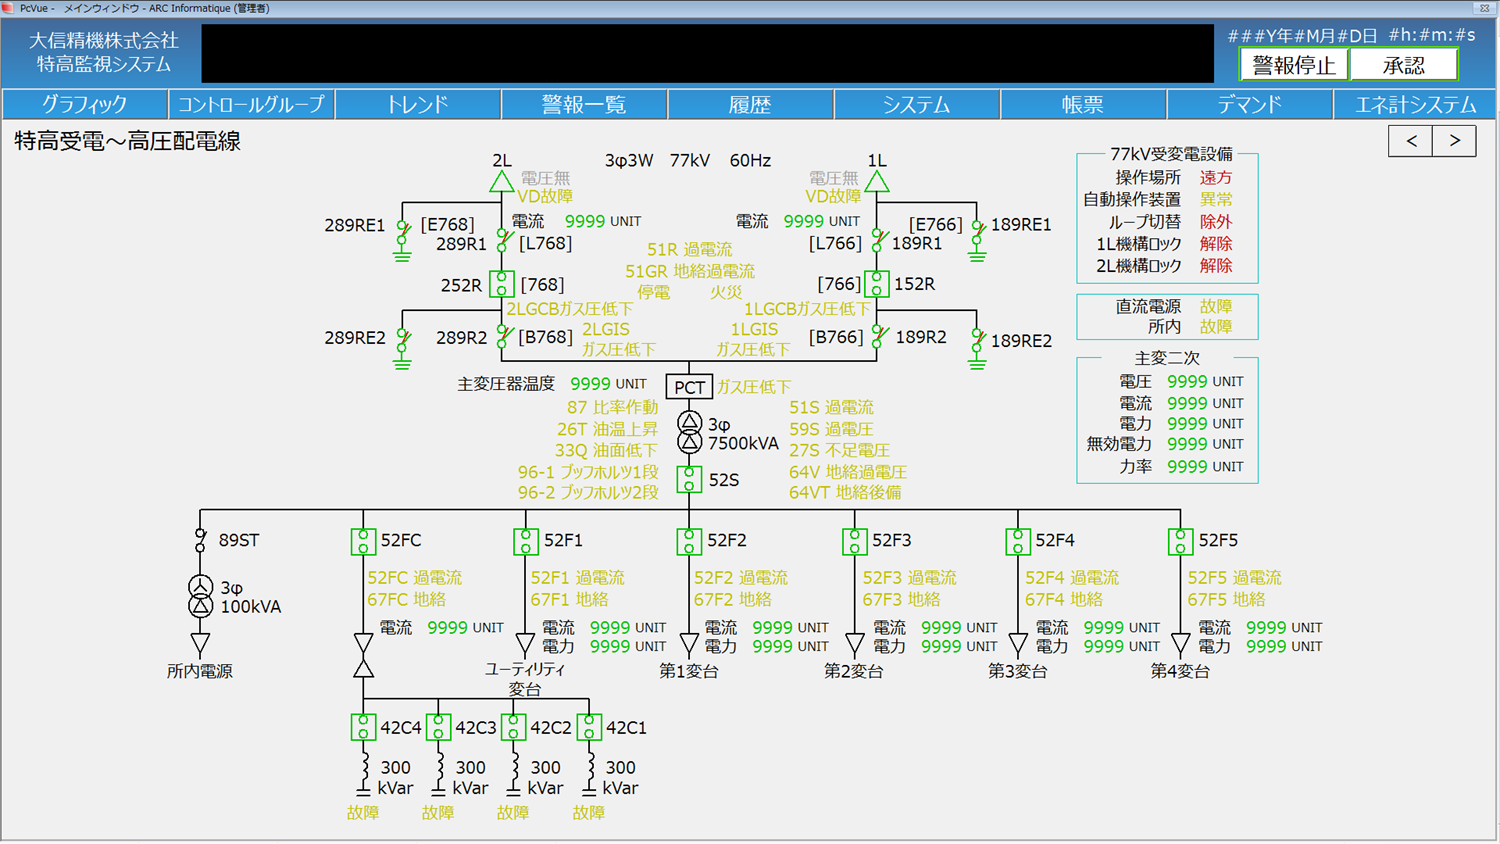 PcVue - メインウィンドウ - ARC Informatique (管理者)
大信精機株式会社
特高監視システム
###Y年#M月#D日 #h:#m:#s
警報停止 承認
グラフィック コントロールグループ トレンド 警報一覧 履歴 システム 帳票 デマンド エネ計システム
特高受電～高圧配電線
< >
2L 3φ3W 77kV 60Hz 1L
電圧無 電圧無
VD故障 VD故障
289RE1 [E768] 電流 9999 UNIT 電流 9999 UNIT [E766] 189RE1
289R1 [L768] [L766] 189R1
51R 過電流
51GR 地絡過電流
252R [768] 停電 火災 [766] 152R
2LGCBガス圧低下 1LGCBガス圧低下
289RE2 289R2 [B768] 2LGIS 1LGIS [B766] 189R2 189RE2
ガス圧低下 ガス圧低下
77kV受変電設備
操作場所 遠方
自動操作装置 異常
ループ切替 除外
1L機構ロック 解除
2L機構ロック 解除
直流電源 故障
所内 故障
主変二次
電圧 9999 UNIT
電流 9999 UNIT
電力 9999 UNIT
無効電力 9999 UNIT
力率 9999 UNIT
主変圧器温度 9999 UNIT PCT ガス圧低下
87 比率作動 51S 過電流
26T 油温上昇 3φ 59S 過電圧
33Q 油面低下 7500kVA 27S 不足電圧
96-1 ブッフホルツ1段 52S 64V 地絡過電圧
96-2 ブッフホルツ2段 64VT 地絡後備
89ST 52FC 52F1 52F2 52F3 52F4 52F5
3φ 52FC 過電流 52F1 過電流 52F2 過電流 52F3 過電流 52F4 過電流 52F5 過電流
100kVA 67FC 地絡 67F1 地絡 67F2 地絡 67F3 地絡 67F4 地絡 67F5 地絡
電流 9999 UNIT 電流 9999 UNIT 電流 9999 UNIT 電流 9999 UNIT 電流 9999 UNIT 電流 9999 UNIT
電力 9999 UNIT 電力 9999 UNIT 電力 9999 UNIT 電力 9999 UNIT 電力 9999 UNIT
所内電源 ユーティリティ 第1変台 第2変台 第3変台 第4変台
変台
42C4 42C3 42C2 42C1
300 300 300 300
kVar kVar kVar kVar
故障 故障 故障 故障